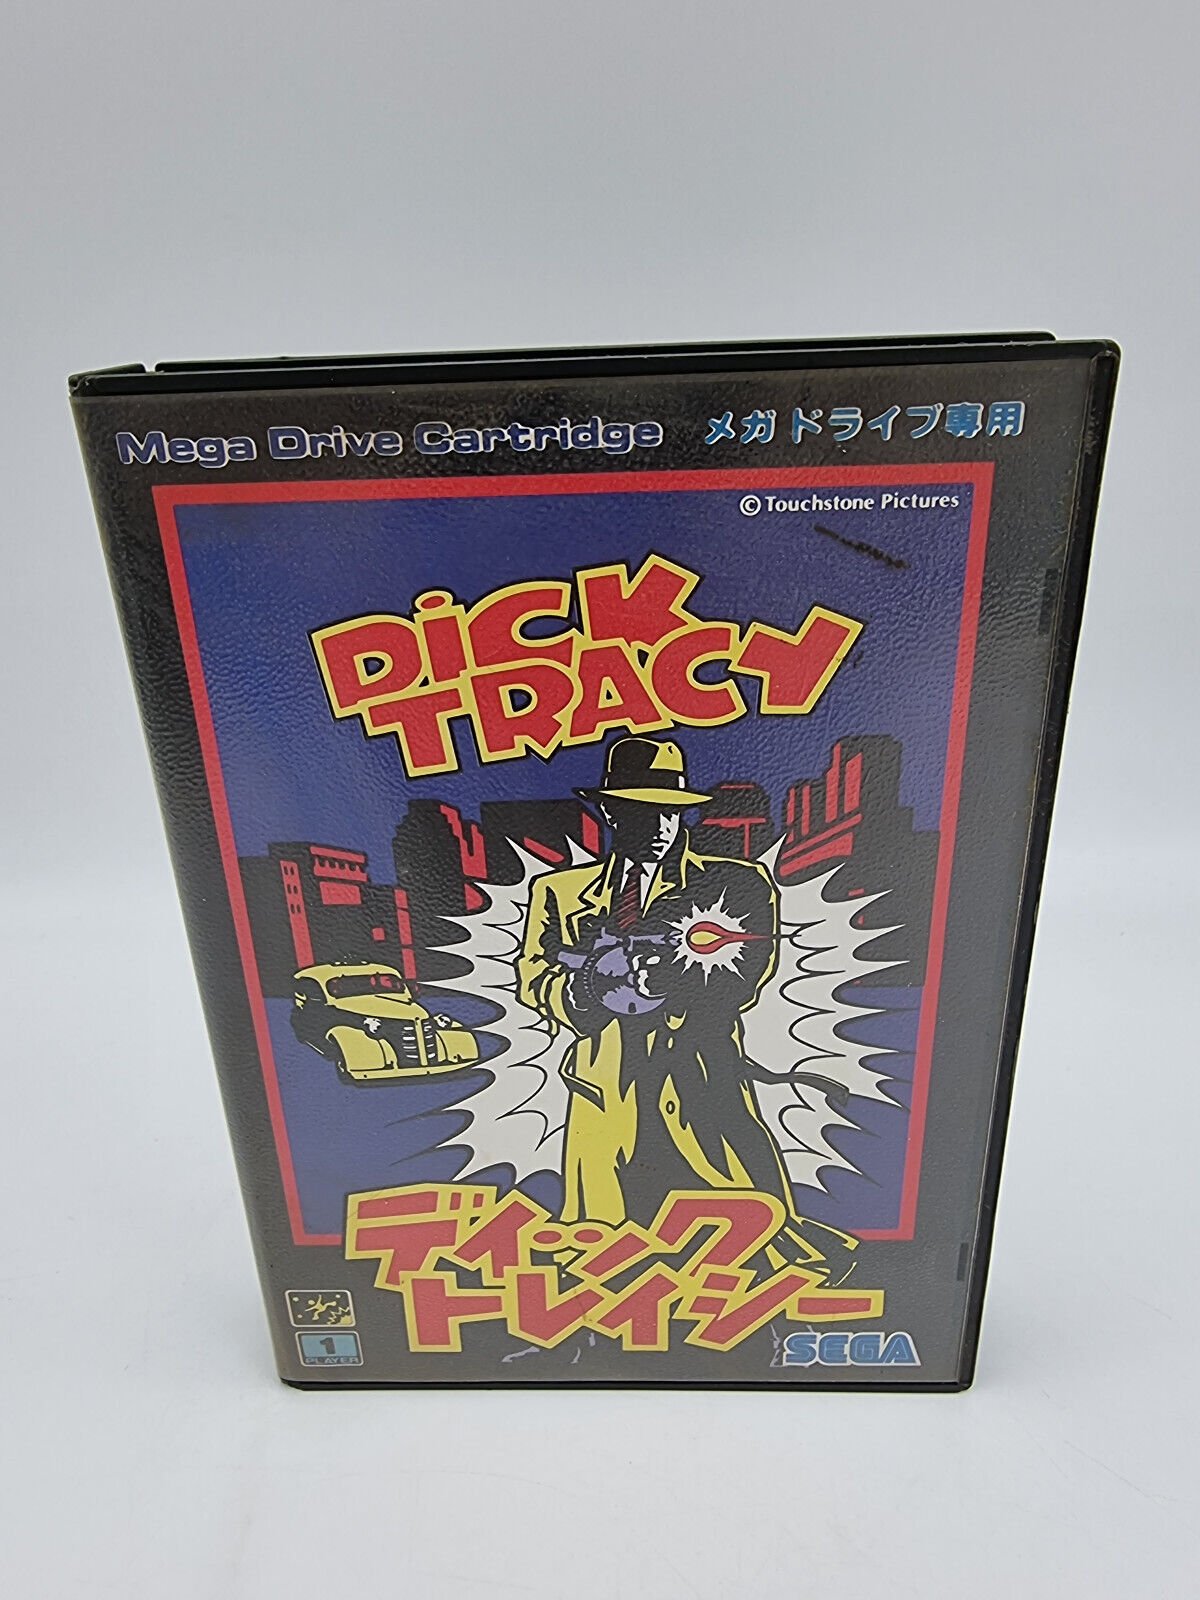 Mega Drive Cartridge メガドライブ専用
© Touchstone Pictures
DiCK
TRACY
ディック
トレイシー
1
PLAYER
SEGA